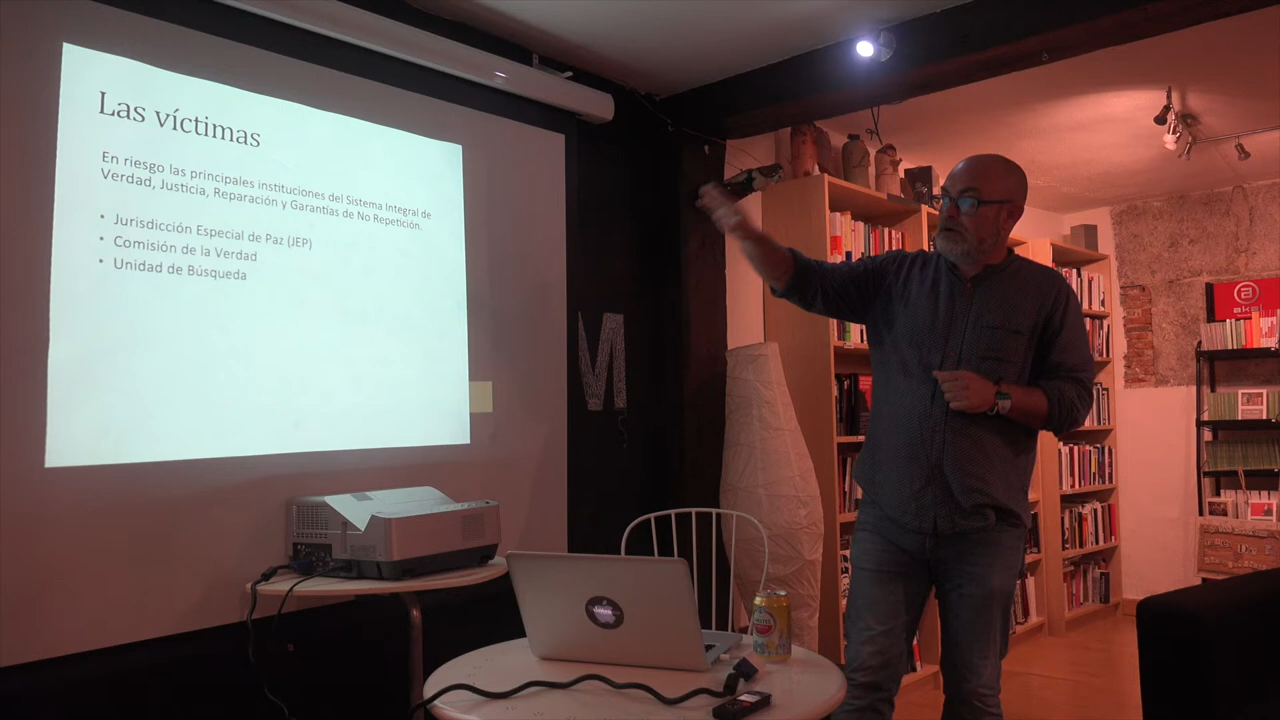 Las víctimas
En riesgo las principales instituciones del Sistema Integral de
Verdad, Justicia, Reparación y Garantías de No Repetición.
• Jurisdicción Especial de Paz (JEP)
• Comisión de la Verdad
• Unidad de Búsqueda
M
akal